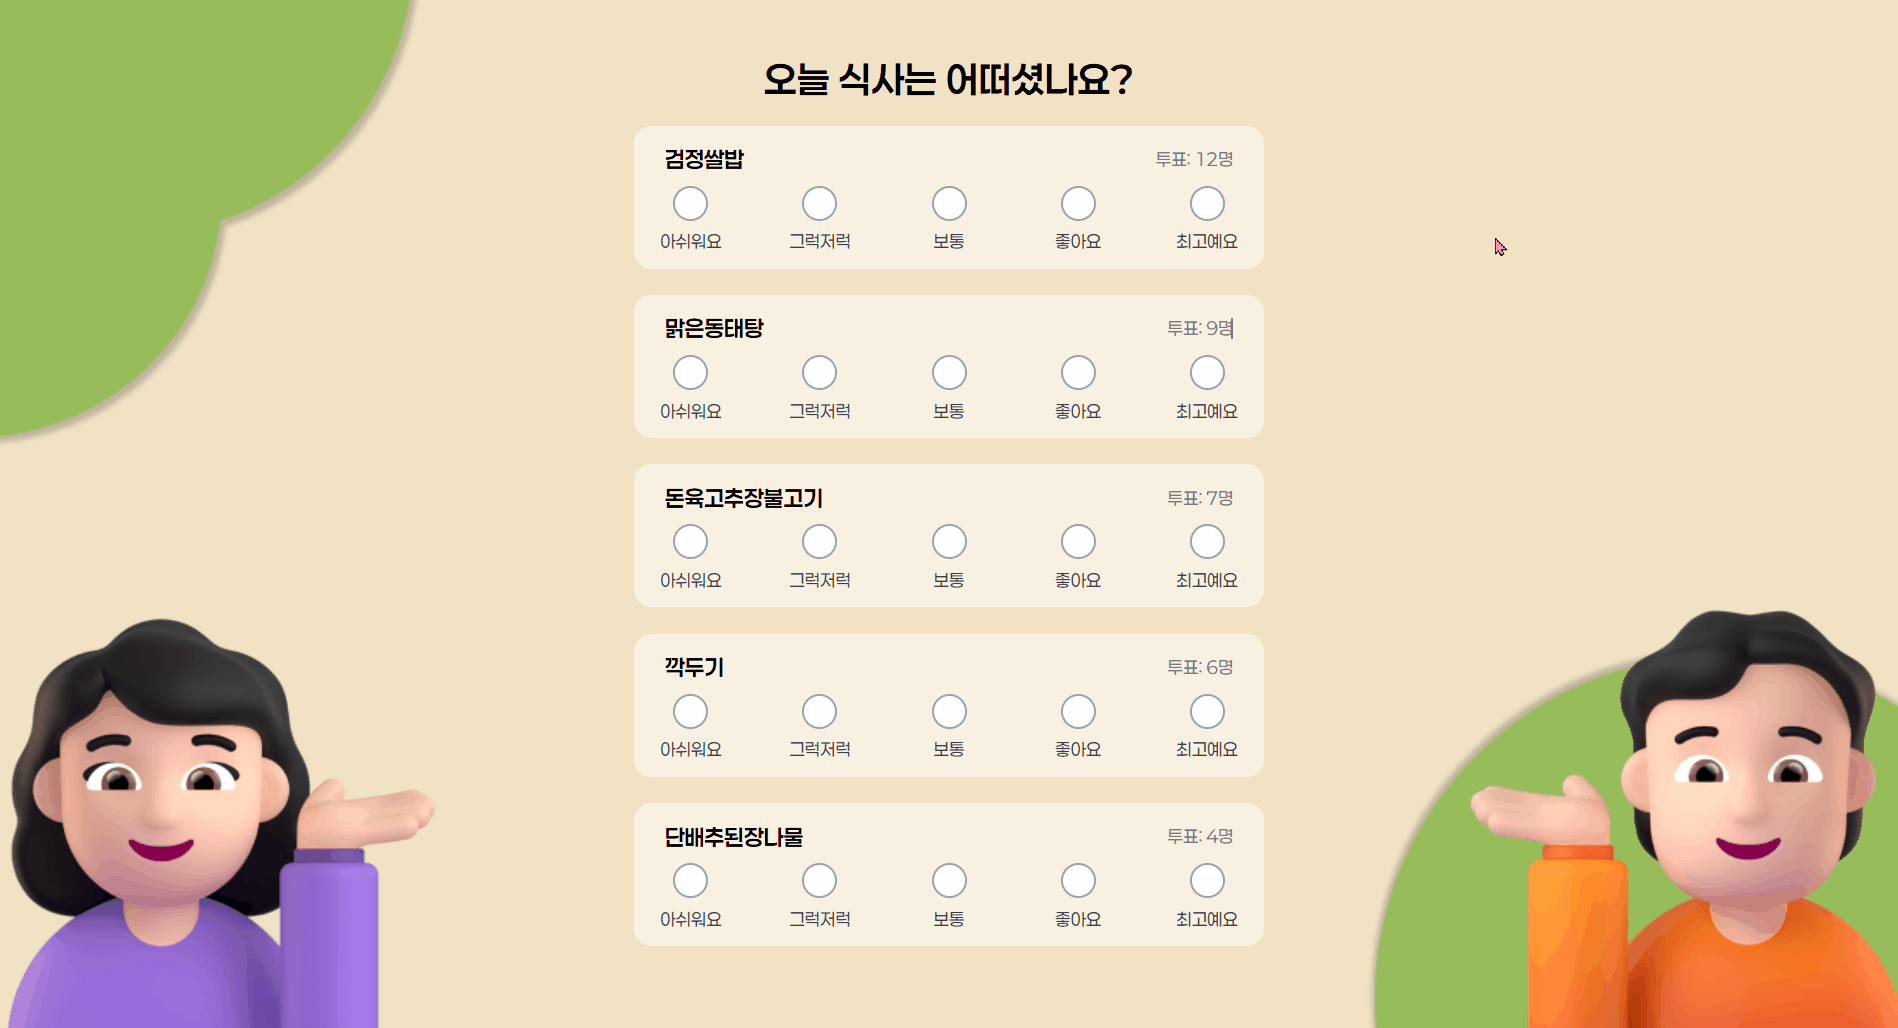 오늘 식사는 어떠셨나요?
검정쌀밥 투표: 12명
아쉬워요 그럭저럭 보통 좋아요 최고예요
맑은동태탕 투표: 9명
아쉬워요 그럭저럭 보통 좋아요 최고예요
돈육고추장불고기 투표: 7명
아쉬워요 그럭저럭 보통 좋아요 최고예요
깍두기 투표: 6명
아쉬워요 그럭저럭 보통 좋아요 최고예요
단배추된장나물 투표: 4명
아쉬워요 그럭저럭 보통 좋아요 최고예요